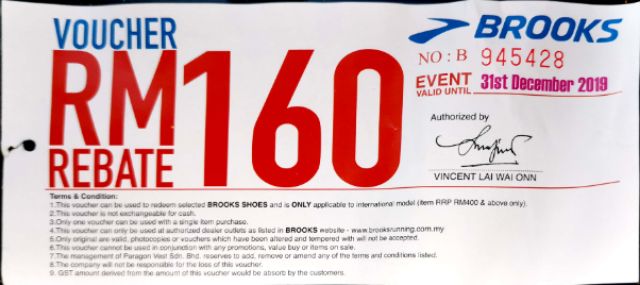 VOUCHER
RM160
REBATE
BROOKS
NO : B 945428
EVENT
VALID UNTIL 31st December 2019
Authorized by
VINCENT LAI WAI ONN
Terms & Condition:
1.This voucher can be used to redeem selected BROOKS SHOES and is ONLY applicable to international model (item RRP RM400 & above only).
2.This voucher is not exchangeable for cash.
3.Only one voucher can be used with a single item purchase.
4.This voucher can only be used at authorized dealer outlets as listed in BROOKS website - www.brooksrunning.com.my
5.Only original are valid, photocopies or vouchers which have been altered and tempered with will not be accepted.
6.This voucher cannot be used in conjunction with any promotions, value buy or items on sale.
7.The management of Paragon Vest Sdn. Bhd. reserves to add, remove or amend any of the terms and conditions listed.
8.The company will not be responsible for the loss of this voucher.
9. GST amount derived from the amount of this voucher would be absorb by the customers.